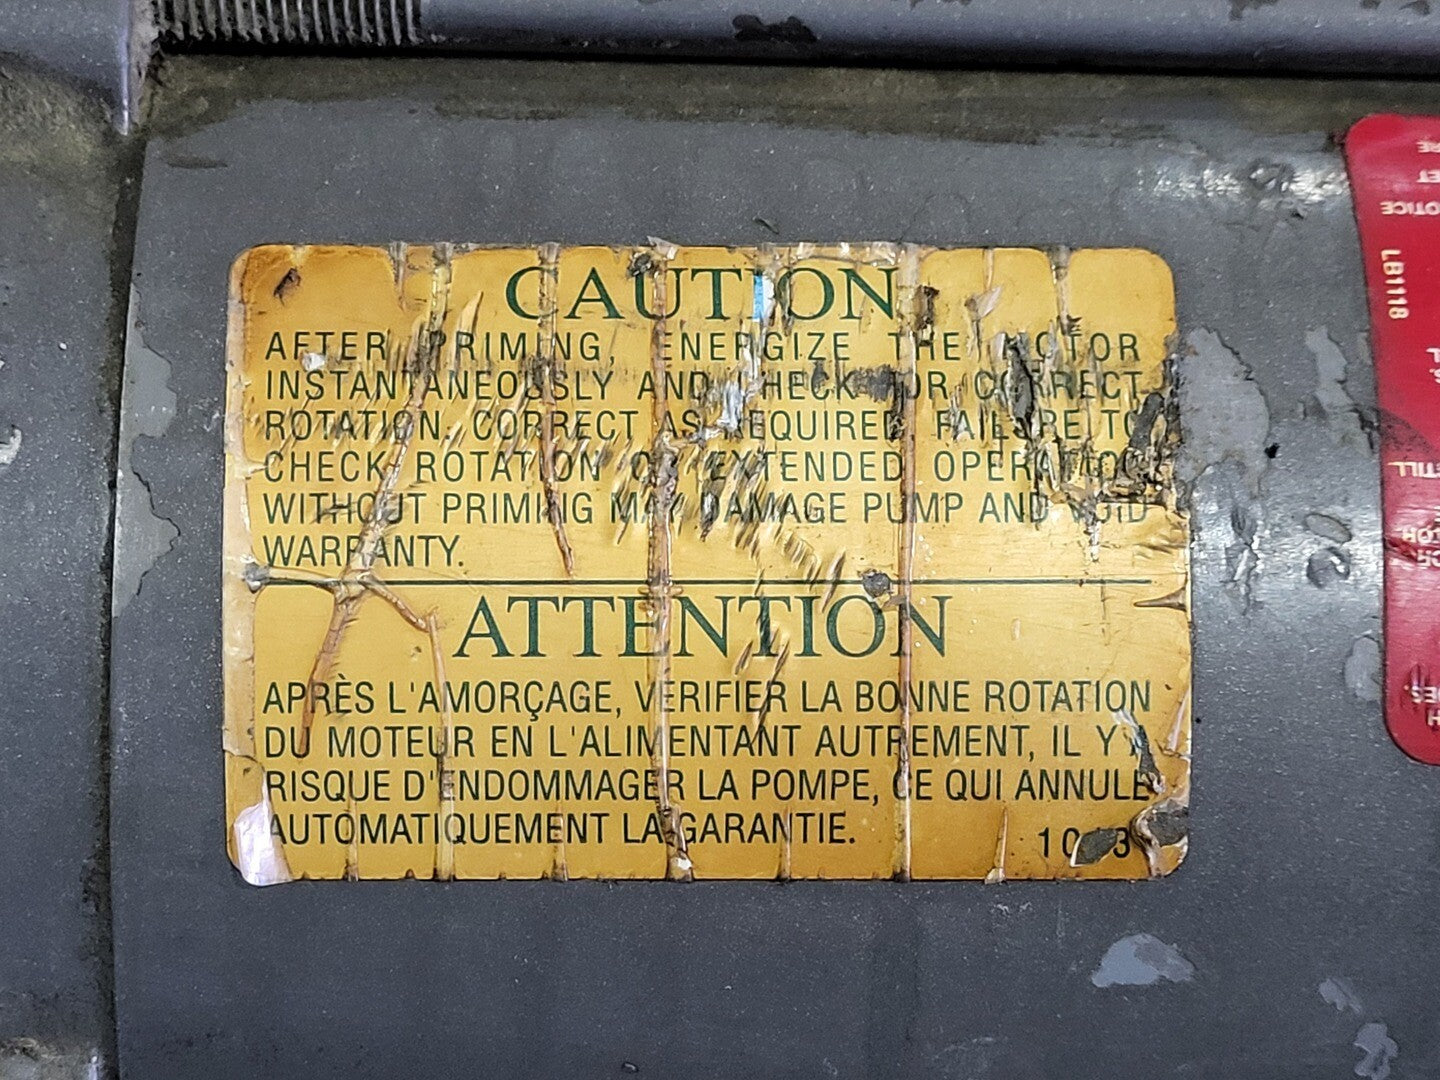 CAUTION
AFTER PRIMING, ENERGIZE THE MOTOR
INSTANTANEOUSLY AND CHECK FOR CORRECT
ROTATION. CORRECT AS REQUIRED. FAILURE TO
CHECK ROTATION OR EXTENDED OPERATION
WITHOUT PRIMING MAY DAMAGE PUMP AND VOID
WARRANTY.
ATTENTION
APRÈS L'AMORÇAGE, VERIFIER LA BONNE ROTATION
DU MOTEUR EN L'ALIMENTANT AUTREMENT, IL Y A
RISQUE D'ENDOMMAGER LA POMPE, CE QUI ANNULE
AUTOMATIQUEMENT LA GARANTIE.
LB1118